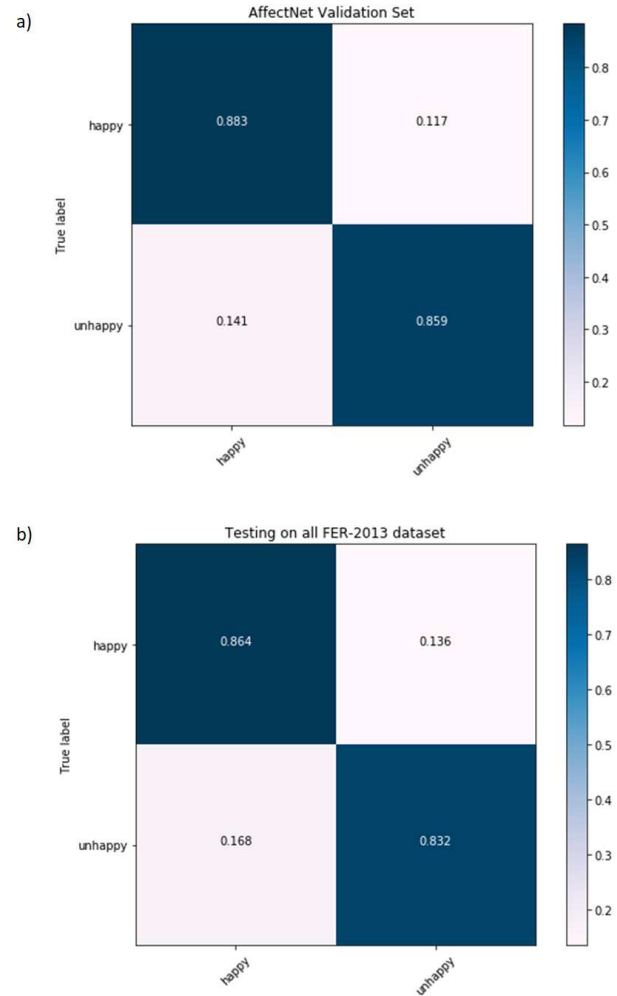 a)
AffectNet Validation Set
happy
0.883
0.117
True label
unhappy
0.141
0.859
happy
unhappy
0.8
0.7
0.6
0.5
0.4
0.3
0.2
b)
Testing on all FER-2013 dataset
happy
0.864
0.136
True label
unhappy
0.168
0.832
happy
unhappy
0.8
0.7
0.6
0.5
0.4
0.3
0.2